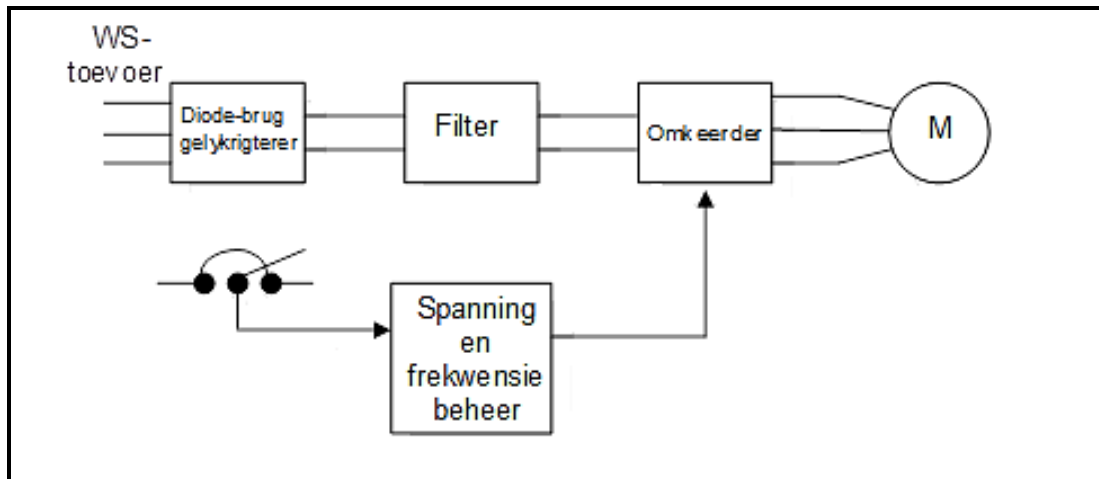 WS-
toevoer
Diode-brug
gelykrigterer
Filter
Omkeerder
M
Spanning
en
frekwensie
beheer